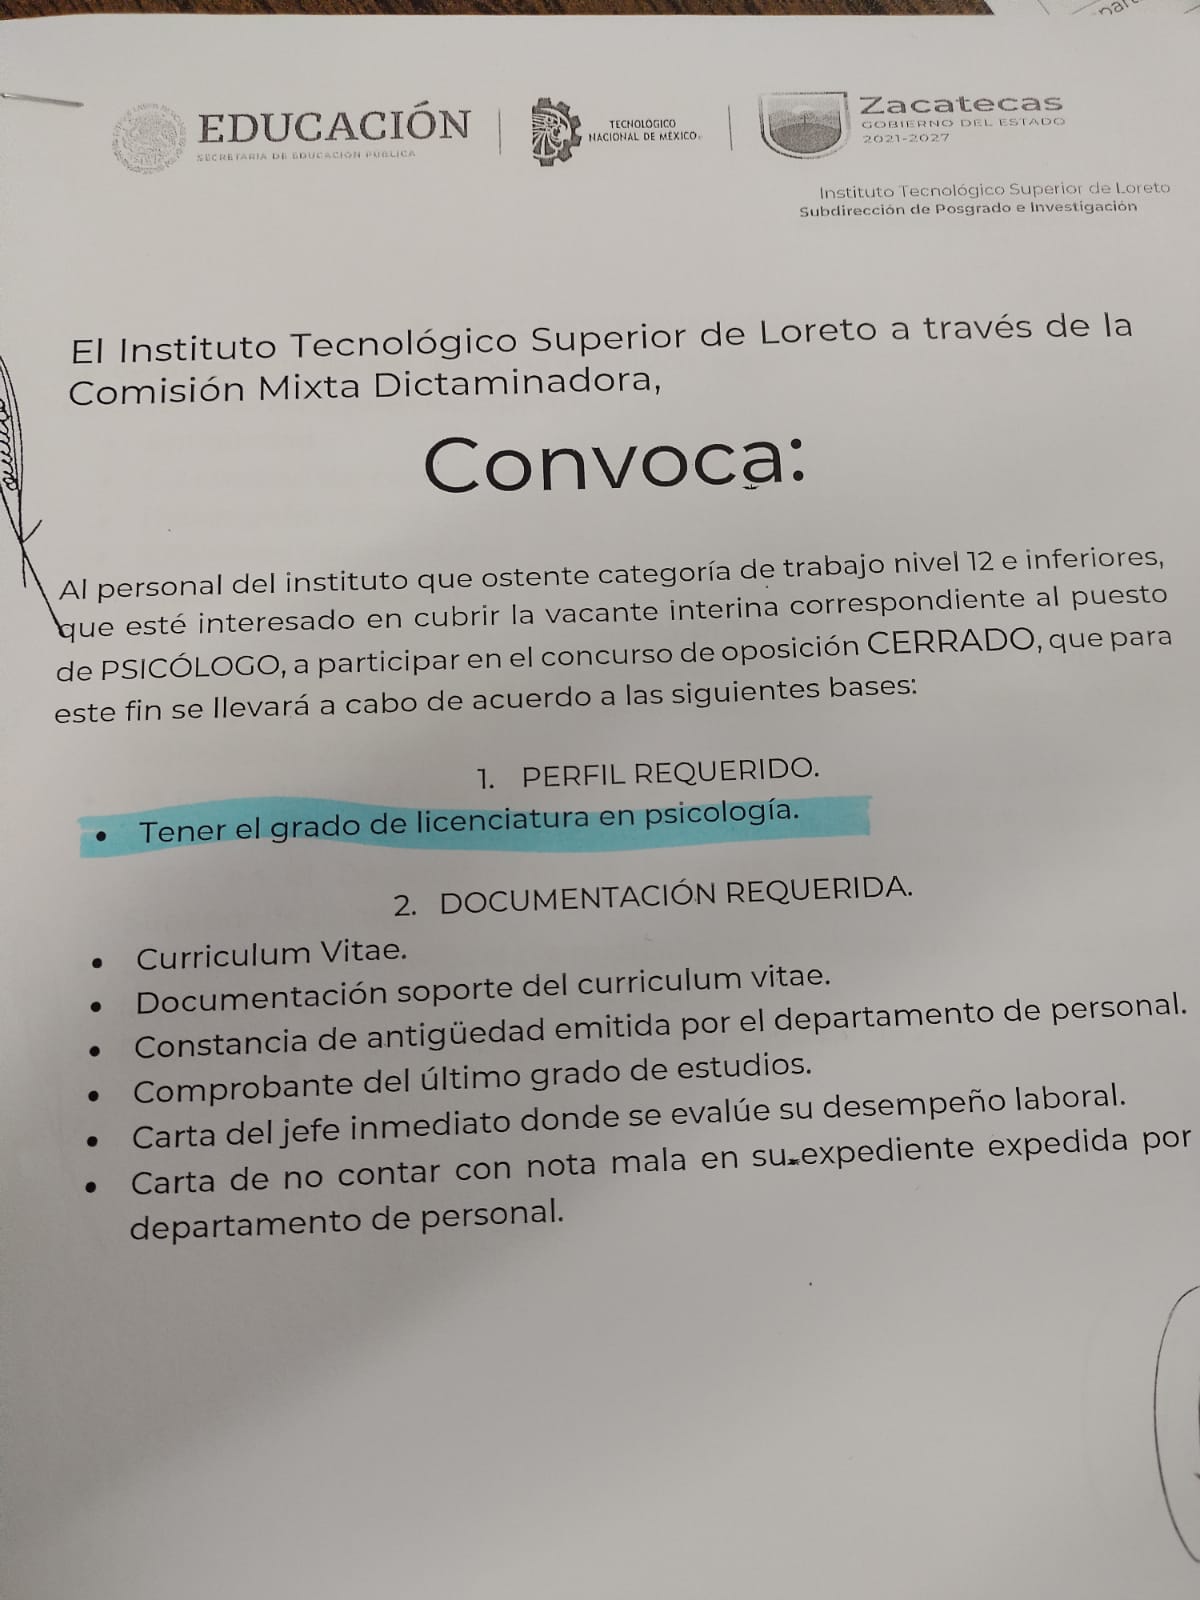 EDUCACIÓN
SECRETARÍA DE EDUCACIÓN PÚBLICA
TECNOLÓGICO
NACIONAL DE MÉXICO
Zacatecas
GOBIERNO DEL ESTADO
2021-2027
Instituto Tecnológico Superior de Loreto
Subdirección de Posgrado e Investigación
El Instituto Tecnológico Superior de Loreto a través de la
Comisión Mixta Dictaminadora,
Convoca:
Al personal del instituto que ostente categoría de trabajo nivel 12 e inferiores,
que esté interesado en cubrir la vacante interina correspondiente al puesto
de PSICÓLOGO, a participar en el concurso de oposición CERRADO, que para
este fin se llevará a cabo de acuerdo a las siguientes bases:
1. PERFIL REQUERIDO.
• Tener el grado de licenciatura en psicología.
2. DOCUMENTACIÓN REQUERIDA.
• Curriculum Vitae.
• Documentación soporte del curriculum vitae.
• Constancia de antigüedad emitida por el departamento de personal.
• Comprobante del último grado de estudios.
• Carta del jefe inmediato donde se evalúe su desempeño laboral.
• Carta de no contar con nota mala en su expediente expedida por
departamento de personal.